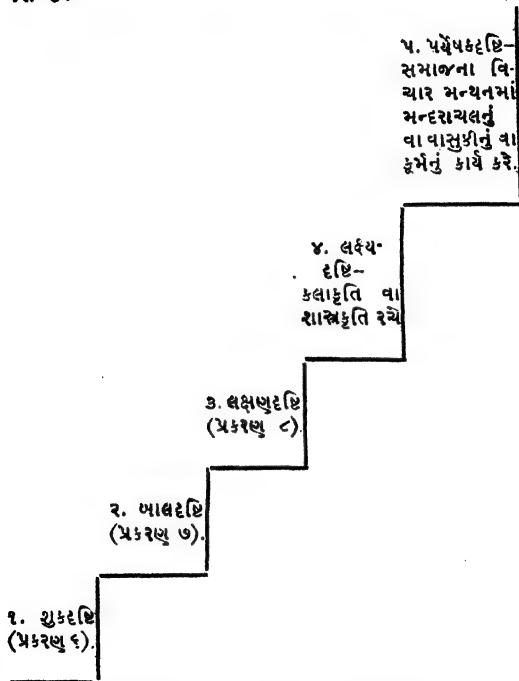 ૫. પર્યેષકદૃષ્ટિ–
સમાજના વિ-
ચાર મન્થનમાં
મન્દરાચલનું
વા વાસુકીનું વા
કૂર્મનું કાર્ય કરે.
૪. લક્ષ્ય-
દૃષ્ટિ–
કલાકૃતિ વા
શાસ્ત્રકૃતિ રચે
૩. લક્ષણદૃષ્ટિ
(પ્રકરણ ૮).
૨. બાલદૃષ્ટિ
(પ્રકરણ ૭).
૧. શુકદૃષ્ટિ
(પ્રકરણ ૬).